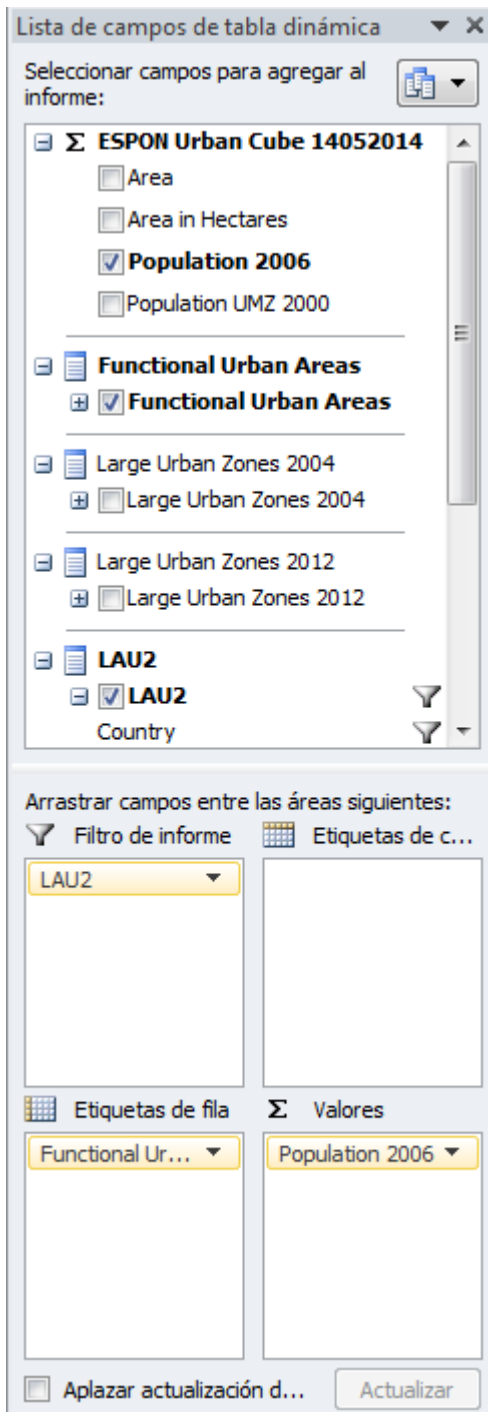 Lista de campos de tabla dinámica
Seleccionar campos para agregar al
informe:
Σ ESPON Urban Cube 14052014
Area
Area in Hectares
Population 2006
Population UMZ 2000
Functional Urban Areas
Functional Urban Areas
Large Urban Zones 2004
Large Urban Zones 2004
Large Urban Zones 2012
Large Urban Zones 2012
LAU2
LAU2
Country
Arrastrar campos entre las áreas siguientes:
Filtro de informe
Etiquetas de c...
LAU2
Etiquetas de fila
Σ Valores
Functional Ur...
Population 2006
Aplazar actualización d...
Actualizar